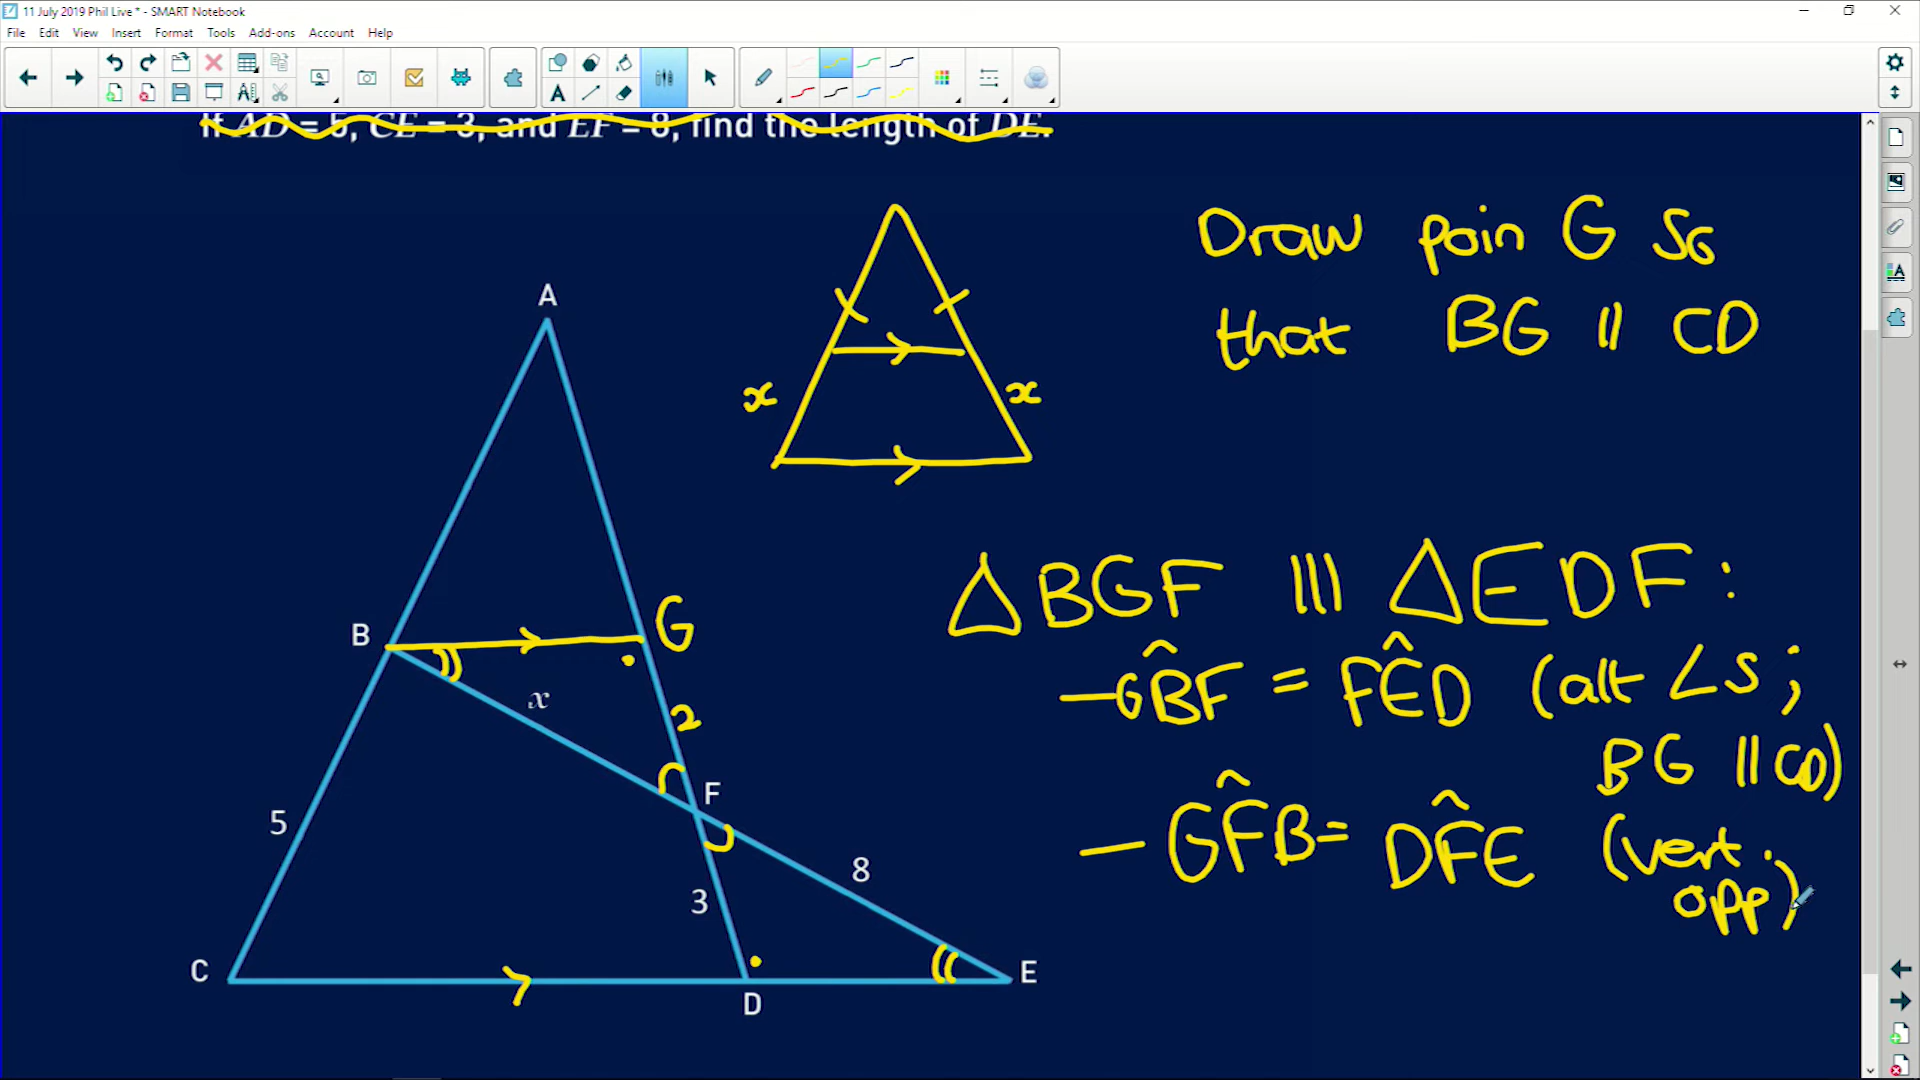 11 July 2019 Phil Live * - SMART Notebook
File Edit View Insert Format Tools Add-ons Account Help
If AD = 5, CE = 3, and EF = 8, find the length of DE.
Draw poin G SG
that BG || CD
A
x x
△BGF ||| △EDF :
B G
x
2
- GB̂F = FÊD (alt ∠s ;
BG || CD)
F
5
- GF̂B = DF̂E (vert.
opp)
8
3
C E
D